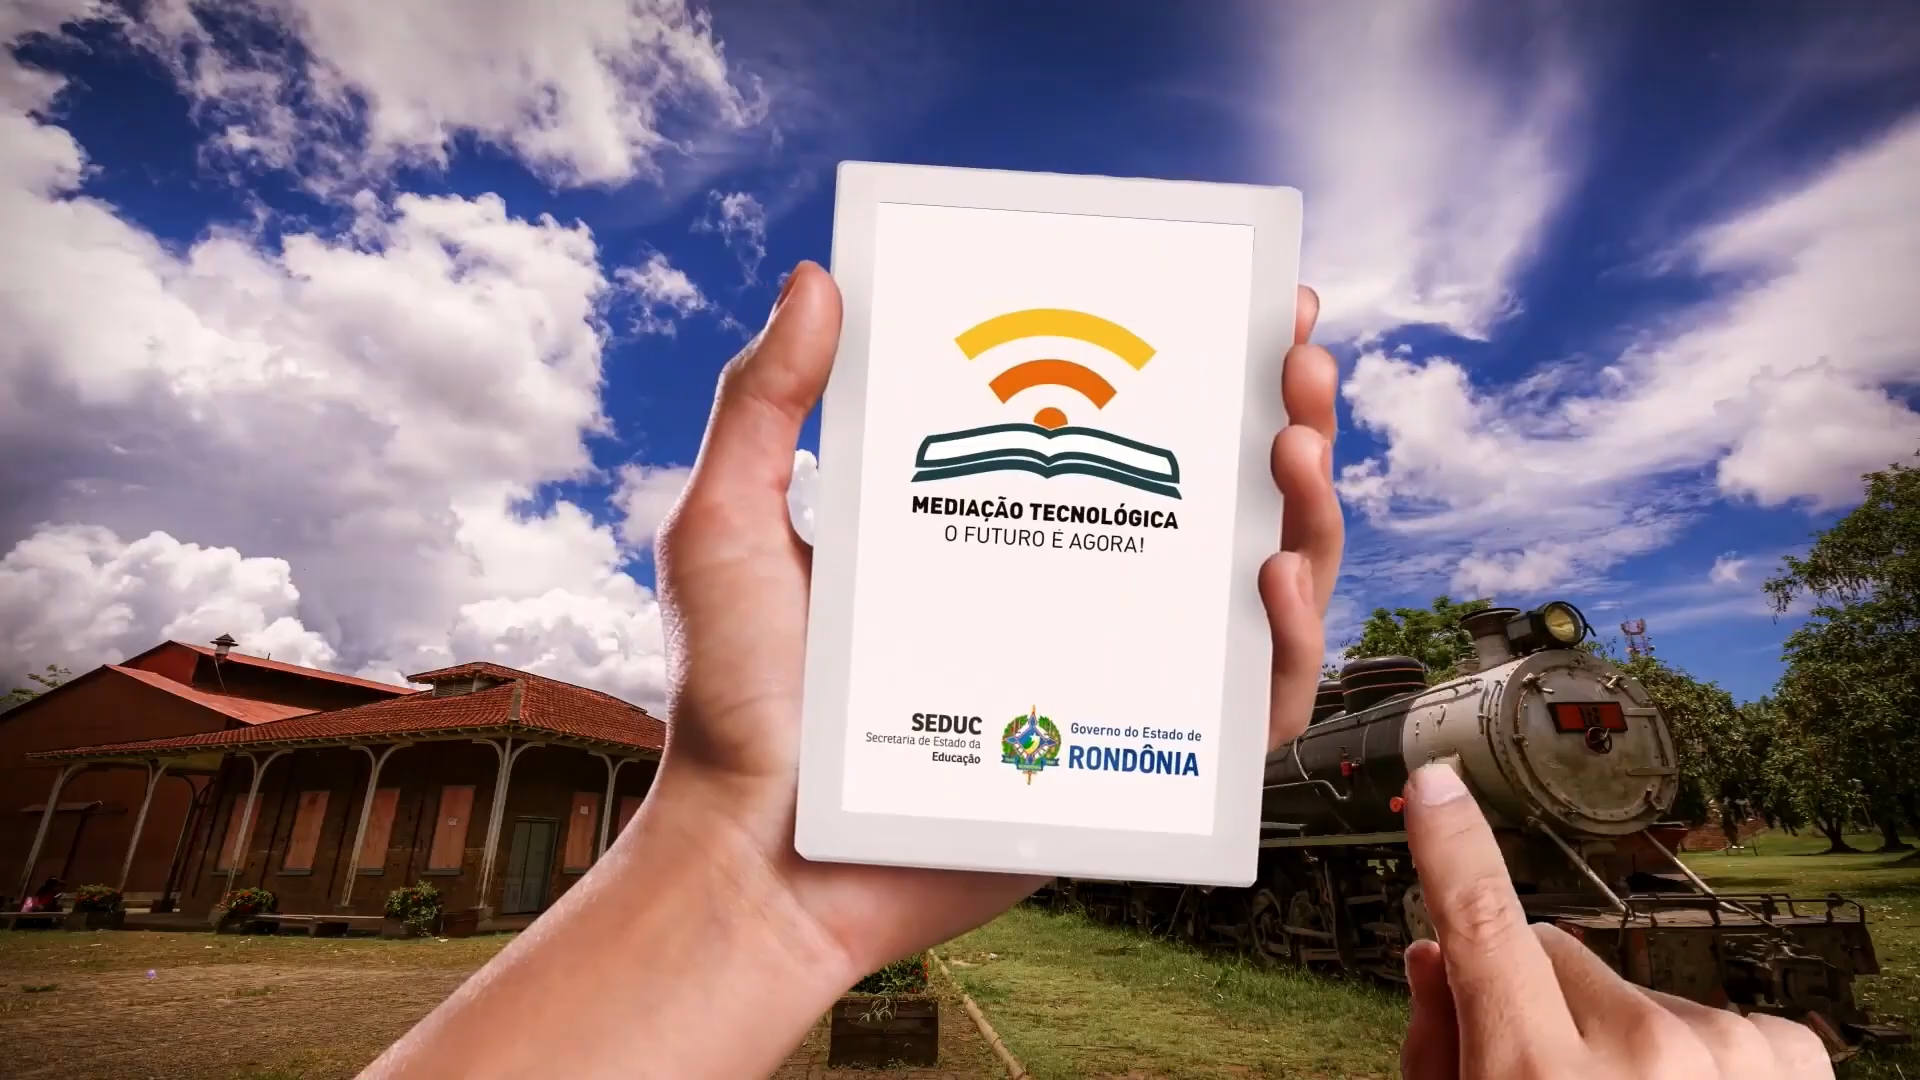 MEDIAÇÃO TECNOLÓGICA
O FUTURO É AGORA!
SEDUC
Secretaria de Estado da
Educação
Governo do Estado de
RONDÔNIA